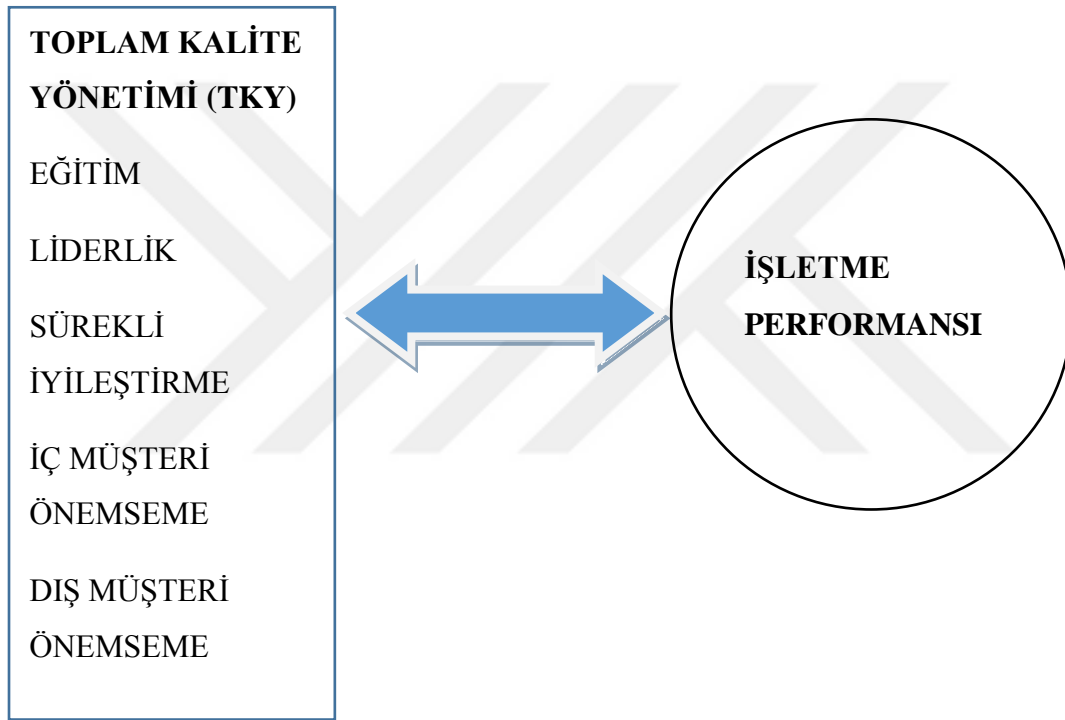 TOPLAM KALİTE
YÖNETİMİ (TKY)
EĞİTİM
LİDERLİK
SÜREKLİ
İYİLEŞTİRME
İÇ MÜŞTERİ
ÖNEMSEME
DIŞ MÜŞTERİ
ÖNEMSEME
İŞLETME
PERFORMANSI